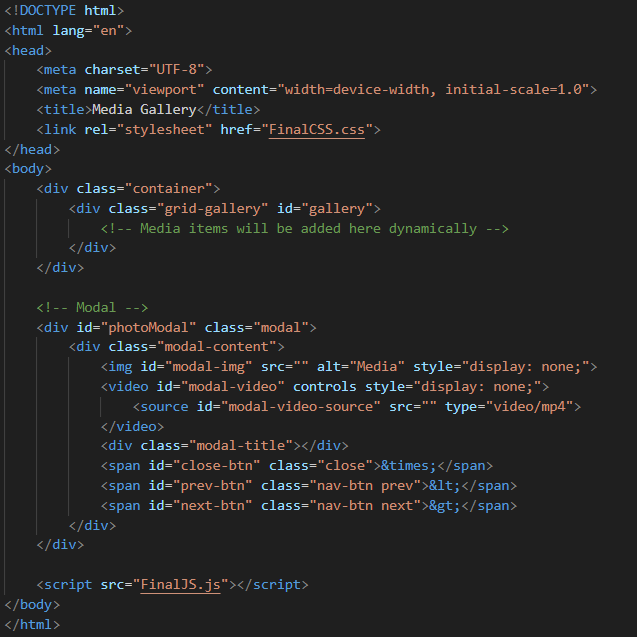 <!DOCTYPE html>
<html lang="en">
<head>
    <meta charset="UTF-8">
    <meta name="viewport" content="width=device-width, initial-scale=1.0">
    <title>Media Gallery</title>
    <link rel="stylesheet" href="FinalCSS.css">
</head>
<body>
    <div class="container">
        <div class="grid-gallery" id="gallery">
            <!-- Media items will be added here dynamically -->
        </div>
    </div>

    <!-- Modal -->
    <div id="photoModal" class="modal">
        <div class="modal-content">
            <img id="modal-img" src="" alt="Media" style="display: none;">
            <video id="modal-video" controls style="display: none;">
                <source id="modal-video-source" src="" type="video/mp4">
            </video>
            <div class="modal-title"></div>
            <span id="close-btn" class="close">&times;</span>
            <span id="prev-btn" class="nav-btn prev">&lt;</span>
            <span id="next-btn" class="nav-btn next">&gt;</span>
        </div>
    </div>

    <script src="FinalJS.js"></script>
</body>
</html>